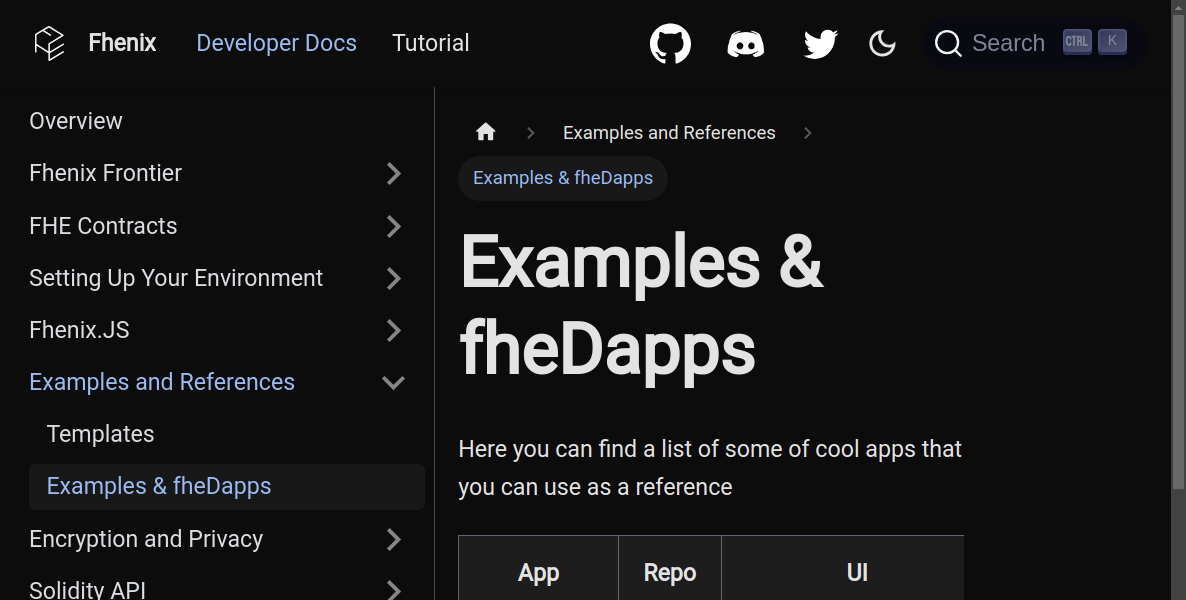 Fhenix Developer Docs Tutorial Search CTRL K
Overview
Fhenix Frontier
FHE Contracts
Setting Up Your Environment
Fhenix.JS
Examples and References
Templates
Examples & fheDapps
Encryption and Privacy
Solidity API
Examples and References
Examples & fheDapps
Examples &
fheDapps
Here you can find a list of some of cool apps that
you can use as a reference
App Repo UI